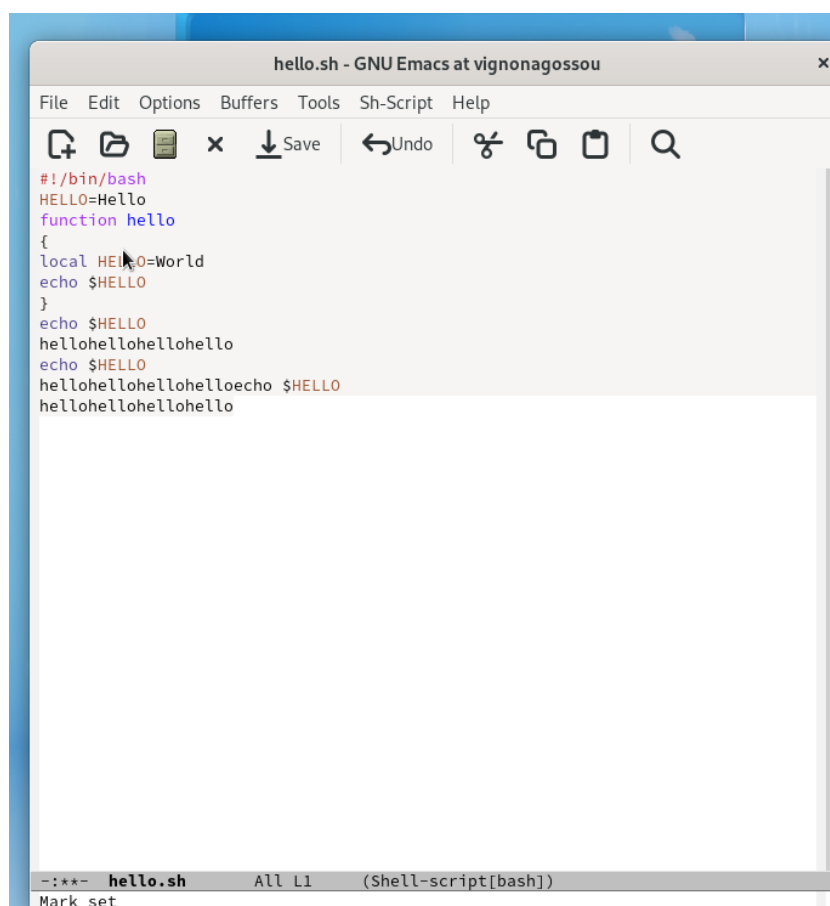 hello.sh - GNU Emacs at vignonagossou
File Edit Options Buffers Tools Sh-Script Help
Save Undo
#!/bin/bash
HELLO=Hello
function hello
{
local HELLO=World
echo $HELLO
}
echo $HELLO
hellohellohellohello
echo $HELLO
hellohellohellohelloecho $HELLO
hellohellohellohello
-:**- hello.sh All L1 (Shell-script[bash])
Mark set